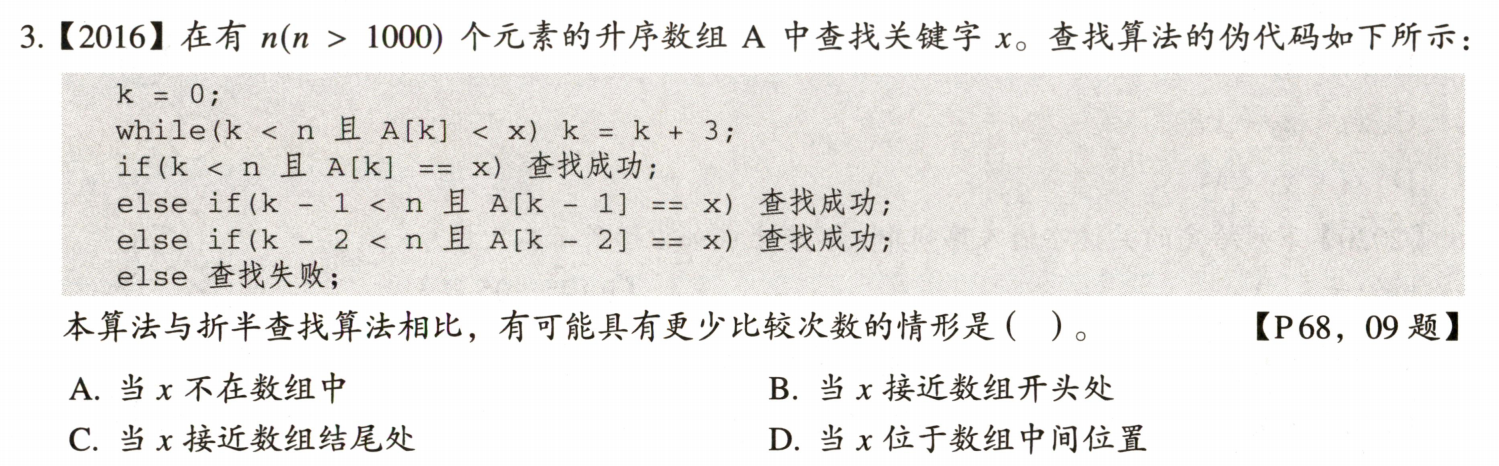 3.【2016】在有 n(n > 1000) 个元素的升序数组 A 中查找关键字 x。查找算法的伪代码如下所示：
k = 0;
while(k < n 且 A[k] < x) k = k + 3;
if(k < n 且 A[k] == x) 查找成功;
else if(k - 1 < n 且 A[k - 1] == x) 查找成功;
else if(k - 2 < n 且 A[k - 2] == x) 查找成功;
else 查找失败;
本算法与折半查找算法相比，有可能具有更少比较次数的情形是（ ）。 【P68，09 题】
A. 当 x 不在数组中 B. 当 x 接近数组开头处
C. 当 x 接近数组结尾处 D. 当 x 位于数组中间位置